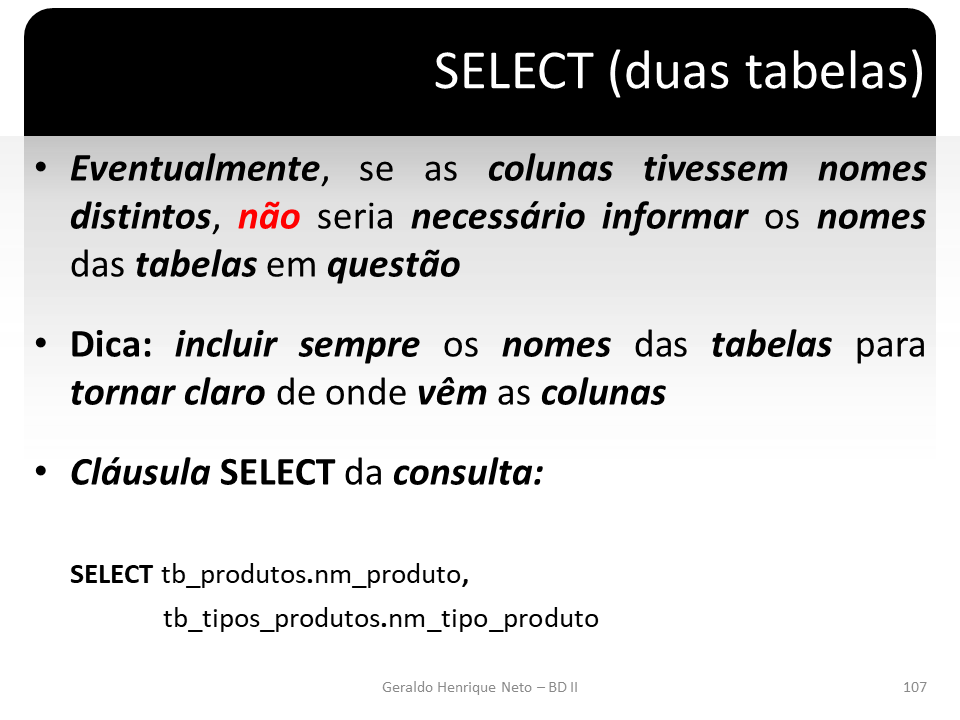 SELECT (duas tabelas)
• Eventualmente, se as colunas tivessem nomes
distintos, não seria necessário informar os nomes
das tabelas em questão
• Dica: incluir sempre os nomes das tabelas para
tornar claro de onde vêm as colunas
• Cláusula SELECT da consulta:
SELECT tb_produtos.nm_produto,
tb_tipos_produtos.nm_tipo_produto
Geraldo Henrique Neto – BD II 107